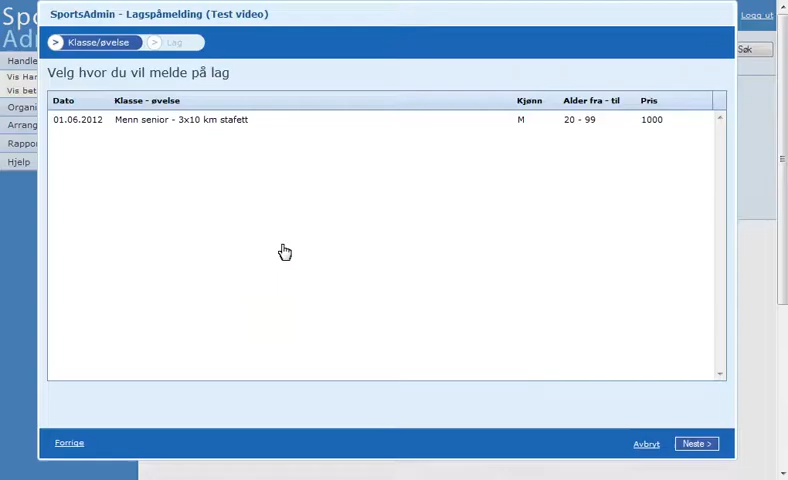 SportsAdmin - Lagspåmelding (Test video)
Logg ut
> Klasse/øvelse > Lag
Søk
Velg hvor du vil melde på lag
Dato Klasse - øvelse Kjønn Alder fra - til Pris
01.06.2012 Menn senior - 3x10 km stafett M 20 - 99 1000
Handle
Vis Han
Vis bet
Organi
Arrang
Rappor
Hjelp
Forrige Avbryt Neste >